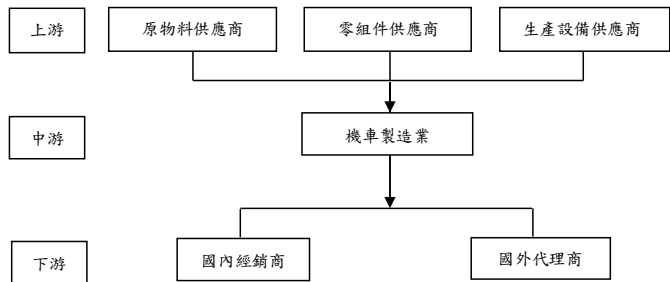 上游
原物料供應商
零組件供應商
生產設備供應商
中游
機車製造業
下游
國內經銷商
國外代理商